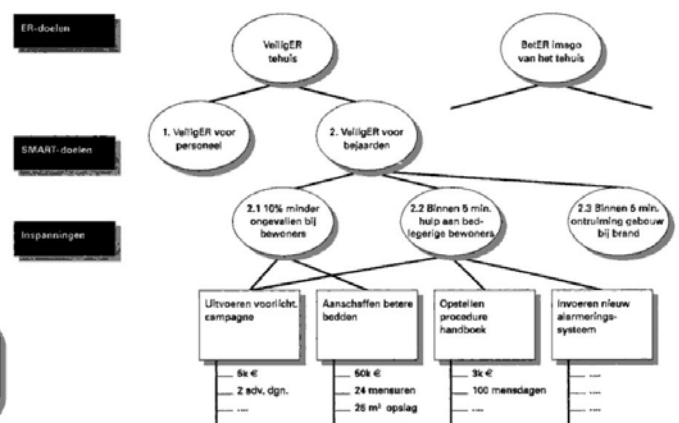 ER-doelen
VeiligER
tehuis
BetER imago
van het tehuis
1. VeiligER voor
personeel
2. VeiligER voor
bejaarden
SMART-doelen
2.1 10% minder
ongevallen bij
bewoners
2.2 Binnen 5 min.
hulp aan bed-
legerige bewoners
2.3 Binnen 5 min.
ontruiming gebouw
bij brand
Inspanningen
Uitvoeren voorlicht.
campagne
Aanschaffen betere
bedden
Opstellen
procedure
handboek
Invoeren nieuw
alarmerings-
systeem
5k €
2 adv. dgn.
....
50k €
24 mensuren
25 m² opslag
3k €
100 mensdagen
....
....
....
....